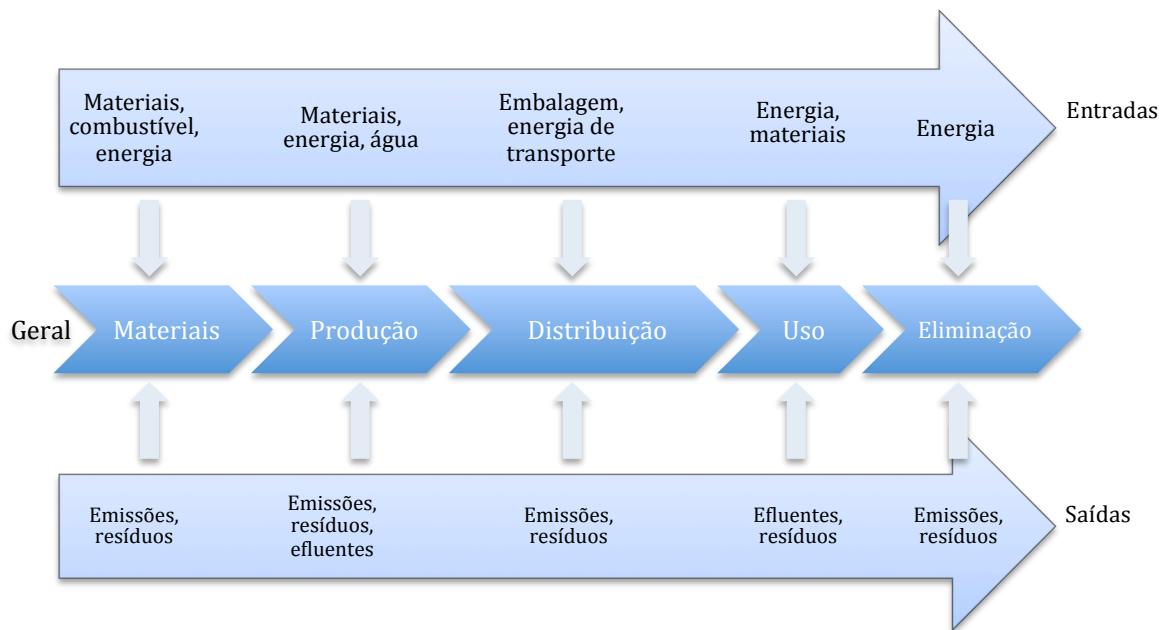 Materiais,
combustível,
energia
Materiais,
energia, água
Embalagem,
energia de
transporte
Energia,
materiais
Energia
Entradas
Geral
Materiais
Produção
Distribuição
Uso
Eliminação
Emissões,
resíduos
Emissões,
resíduos,
efluentes
Emissões,
resíduos
Efluentes,
resíduos
Emissões,
resíduos
Saídas